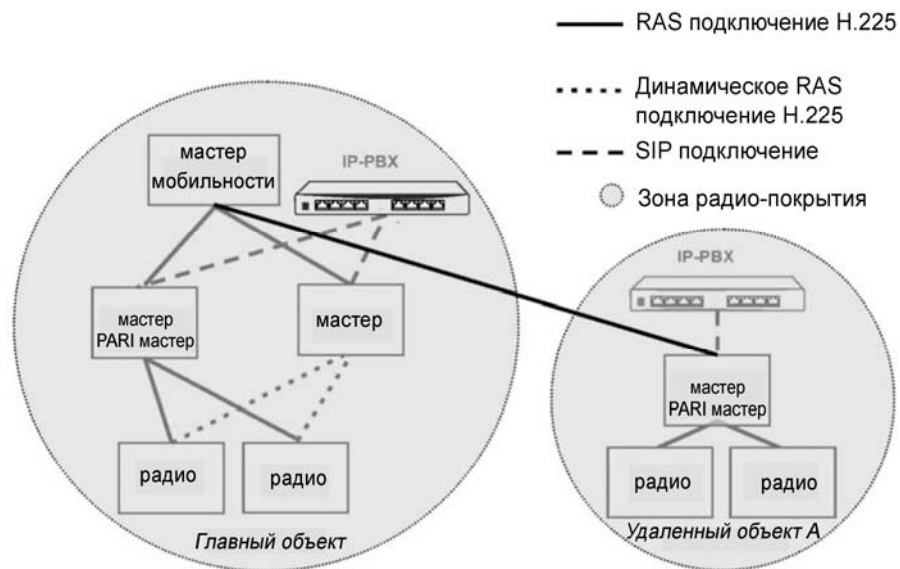 RAS подключение H.225
Динамическое RAS
подключение H.225
SIP подключение
Зона радио-покрытия
мастер
мобильности
IP-PBX
мастер
PARI мастер
мастер
радио
радио
Главный объект
IP-PBX
мастер
PARI мастер
радио
радио
Удаленный объект А